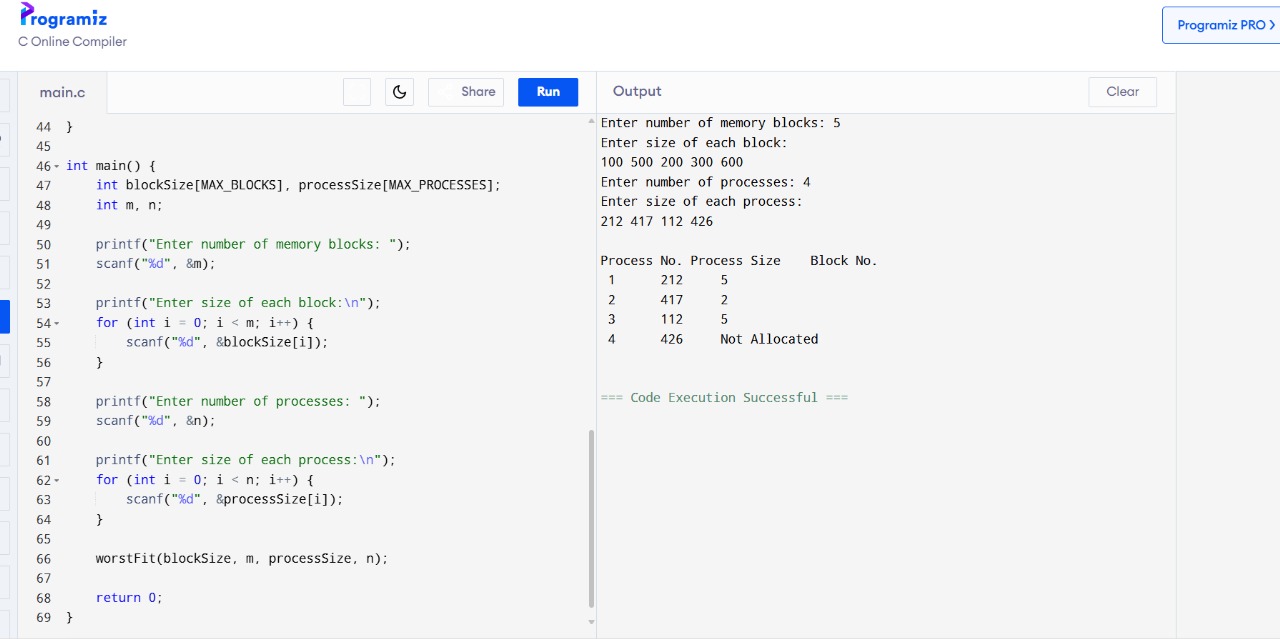 Programiz
C Online Compiler
Programiz PRO >
main.c
Share
Run
Output
Clear
44 }
45
46 int main() {
47     int blockSize[MAX_BLOCKS], processSize[MAX_PROCESSES];
48     int m, n;
49
50     printf("Enter number of memory blocks: ");
51     scanf("%d", &m);
52
53     printf("Enter size of each block:\n");
54     for (int i = 0; i < m; i++) {
55         scanf("%d", &blockSize[i]);
56     }
57
58     printf("Enter number of processes: ");
59     scanf("%d", &n);
60
61     printf("Enter size of each process:\n");
62     for (int i = 0; i < n; i++) {
63         scanf("%d", &processSize[i]);
64     }
65
66     worstFit(blockSize, m, processSize, n);
67
68     return 0;
69 }
Enter number of memory blocks: 5
Enter size of each block:
100 500 200 300 600
Enter number of processes: 4
Enter size of each process:
212 417 112 426
Process No. Process Size    Block No.
1      212     5
2      417     2
3      112     5
4      426     Not Allocated
=== Code Execution Successful ===